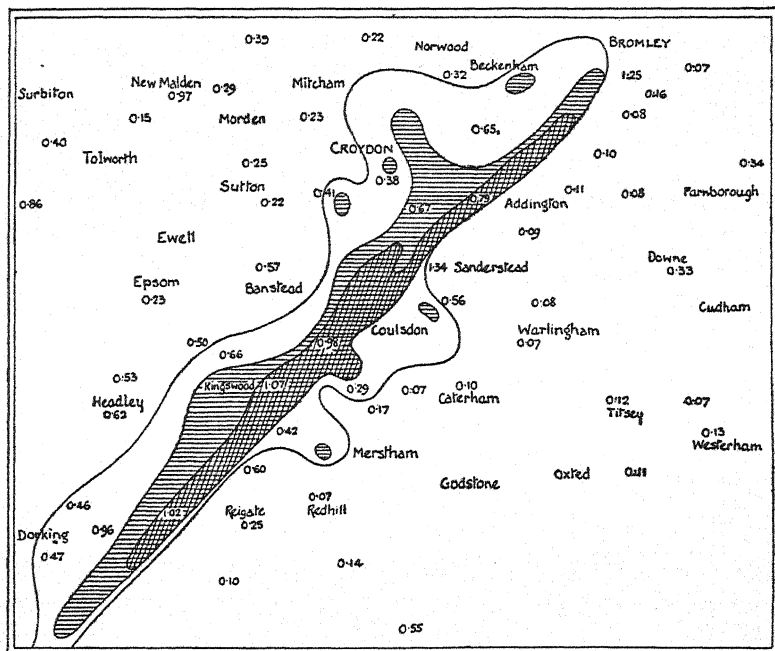 0.39
0.22
Norwood
BROMLEY
Beckenham
0.32
1.25
0.07
Surbiton
New Malden
0.97
0.29
Mitcham
0.16
0.15
Morden
0.23
0.65
0.08
0.40
Tolworth
CROYDON
0.10
0.34
0.25
0.38
Sutton
0.41
0.86
0.22
0.67
0.79
Addington
0.11
0.08
Farnborough
Ewell
0.09
Downe
0.33
0.57
1.34
Sanderstead
Epsom
0.23
Banstead
0.56
0.08
Cudham
Coulsdon
Warlingham
0.07
0.50
0.66
0.98
0.53
Kingswood
1.07
0.29
0.07
0.10
Caterham
Headley
0.62
0.17
0.12
Titsey
0.07
0.42
0.13
Westerham
0.60
Merstham
Godstone
Oxted
0.11
0.46
0.07
Dorking
0.96
1.02
Reigate
0.25
Redhill
0.47
0.10
0.14
0.55